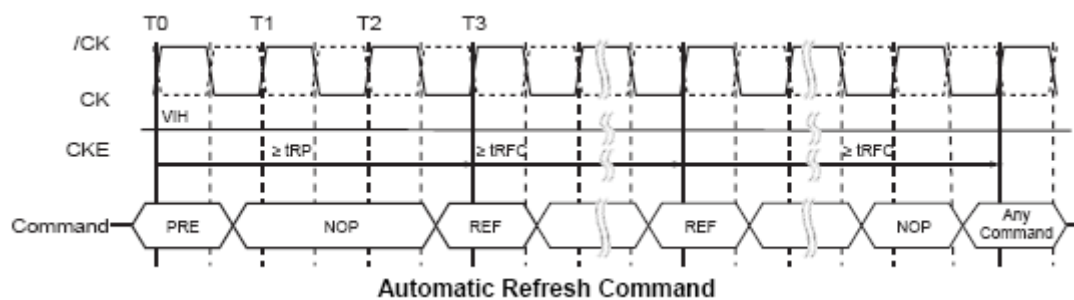 T0 T1 T2 T3
/CK
CK
VIH
CKE
≥ tRP ≥ tRFC ≥ tRFC
Command PRE NOP REF REF NOP Any Command
Automatic Refresh Command